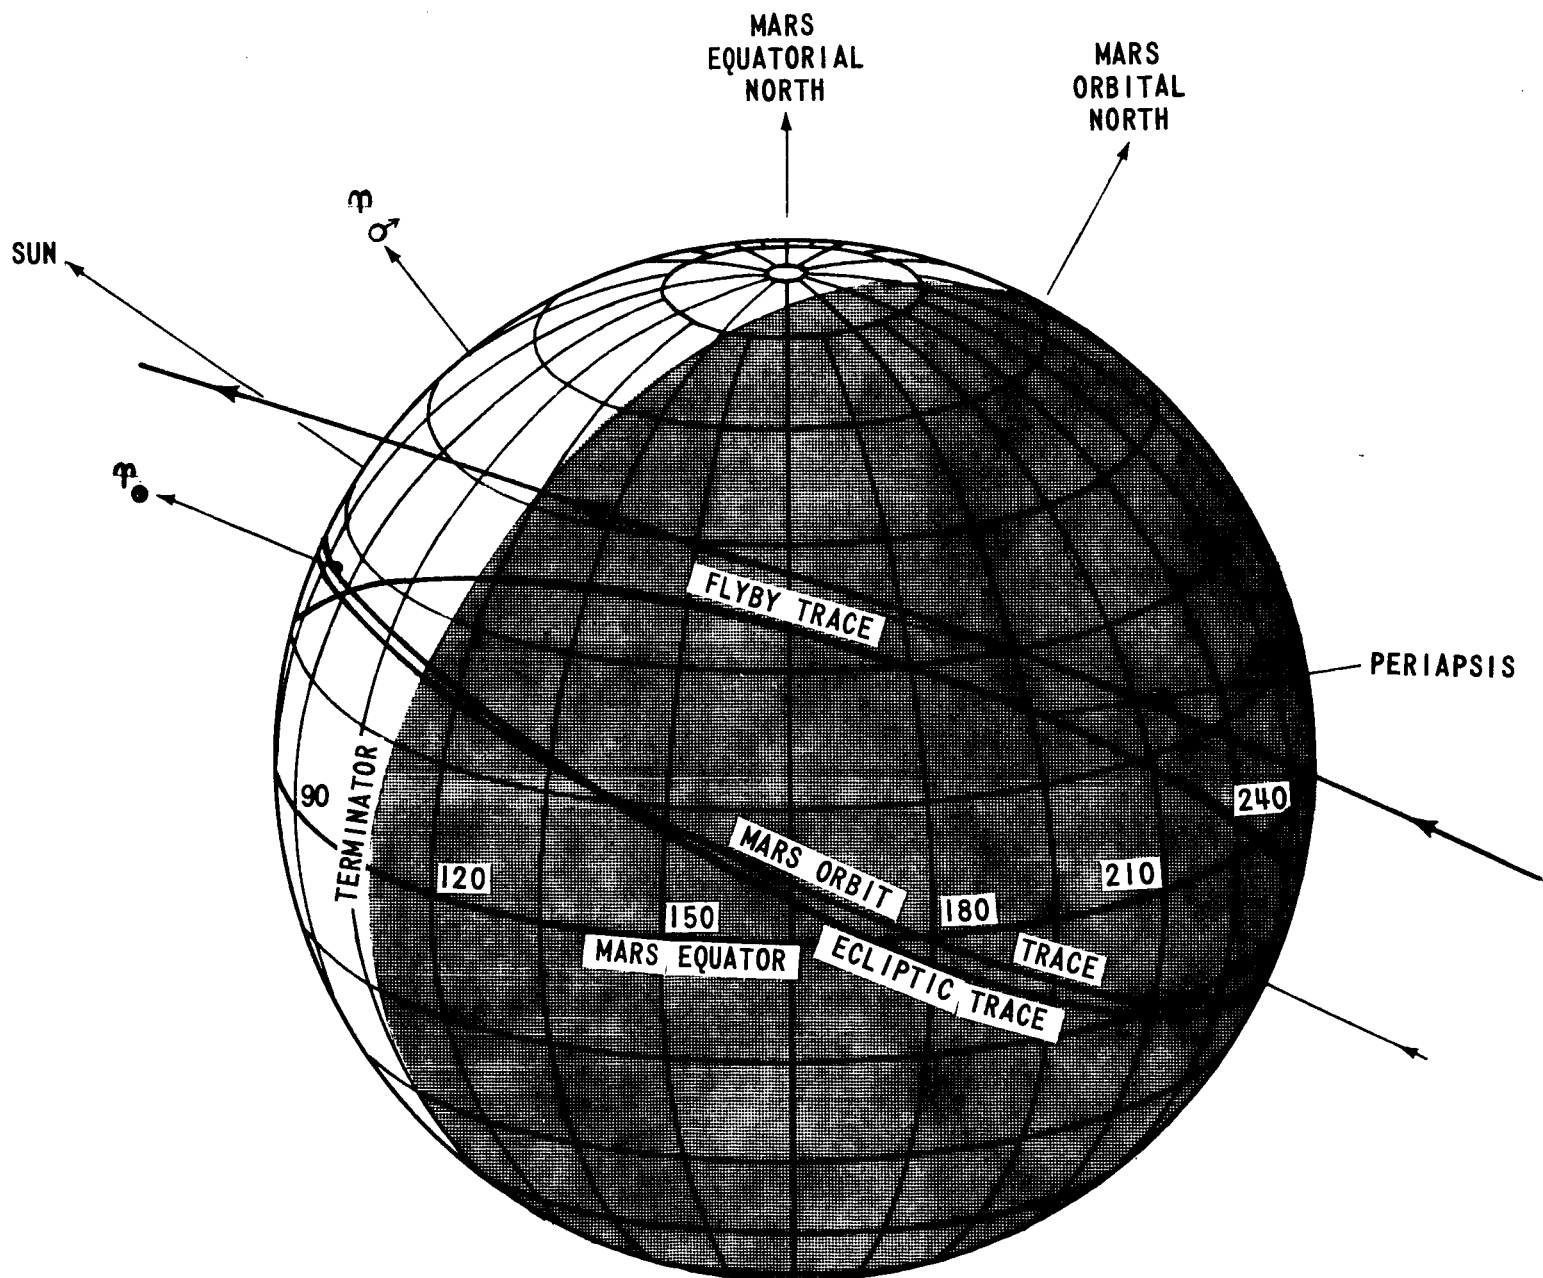 MARS
EQUATORIAL
NORTH
MARS
ORBITAL
NORTH
♈
♂
SUN
♈
FLYBY TRACE
PERIAPSIS
TERMINATOR
90
120
150
180
210
240
MARS ORBIT
TRACE
MARS EQUATOR
ECLIPTIC TRACE